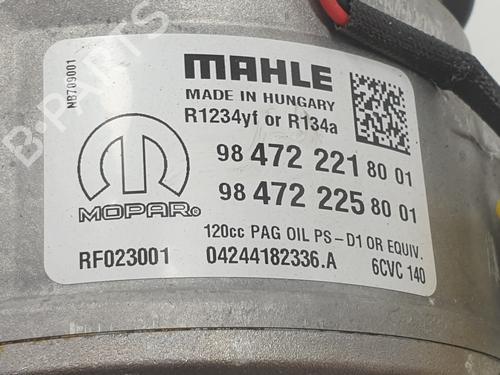 NB709001
MAHLE
MADE IN HUNGARY
R1234yf or R134a
98 472 221 80 01
98 472 225 80 01
MOPAR®
120cc PAG OIL PS-D1 OR EQUIV.
RF023001 04244182336.A 6CVC 140
B-PARTS